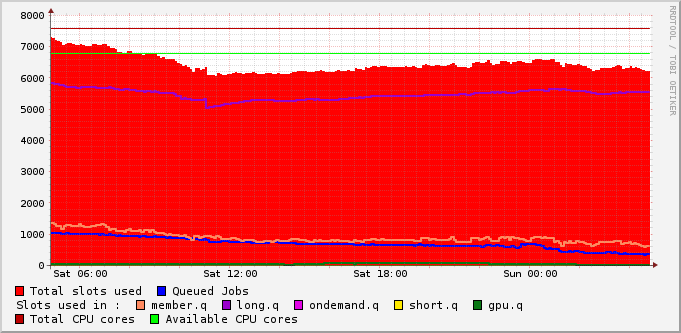 8000
7000
6000
5000
4000
3000
2000
1000
0
Sat 06:00 Sat 12:00 Sat 18:00 Sun 00:00
Total slots used Queued Jobs
Slots used in : member.q long.q ondemand.q short.q gpu.q
Total CPU cores Available CPU cores
RRDTOOL / TOBI OETIKER